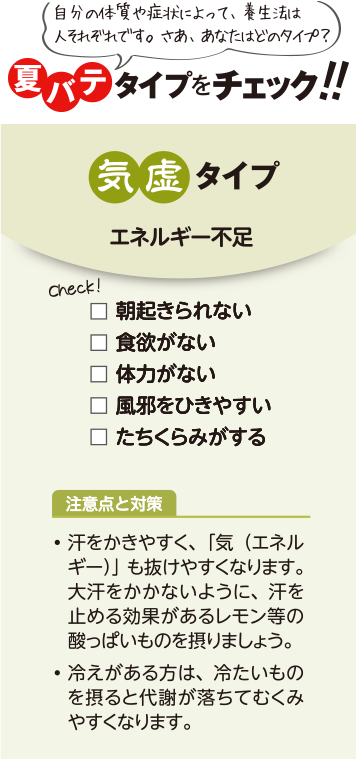 自分の体質や症状によって、養生法は
人それぞれです。さあ、あなたはどのタイプ？
夏バテタイプをチェック!!
気虚タイプ
エネルギー不足
Check!
□ 朝起きられない
□ 食欲がない
□ 体力がない
□ 風邪をひきやすい
□ たちくらみがする
注意点と対策
・汗をかきやすく、「気（エネル
ギー）」も抜けやすくなります。
大汗をかかないように、汗を
止める効果があるレモン等の
酸っぱいものを摂りましょう。
・冷えがある方は、冷たいもの
を摂ると代謝が落ちてむくみ
やすくなります。